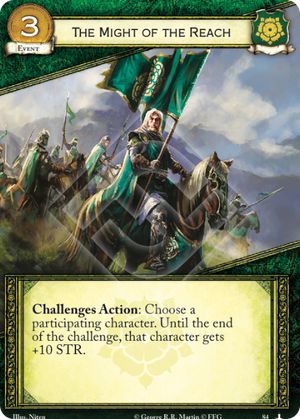 3
THE MIGHT OF THE REACH
EVENT
Challenges Action: Choose a
participating character. Until the end
of the challenge, that character gets
+10 STR.
Illus. Niten
© George R.R. Martin © FFG
84